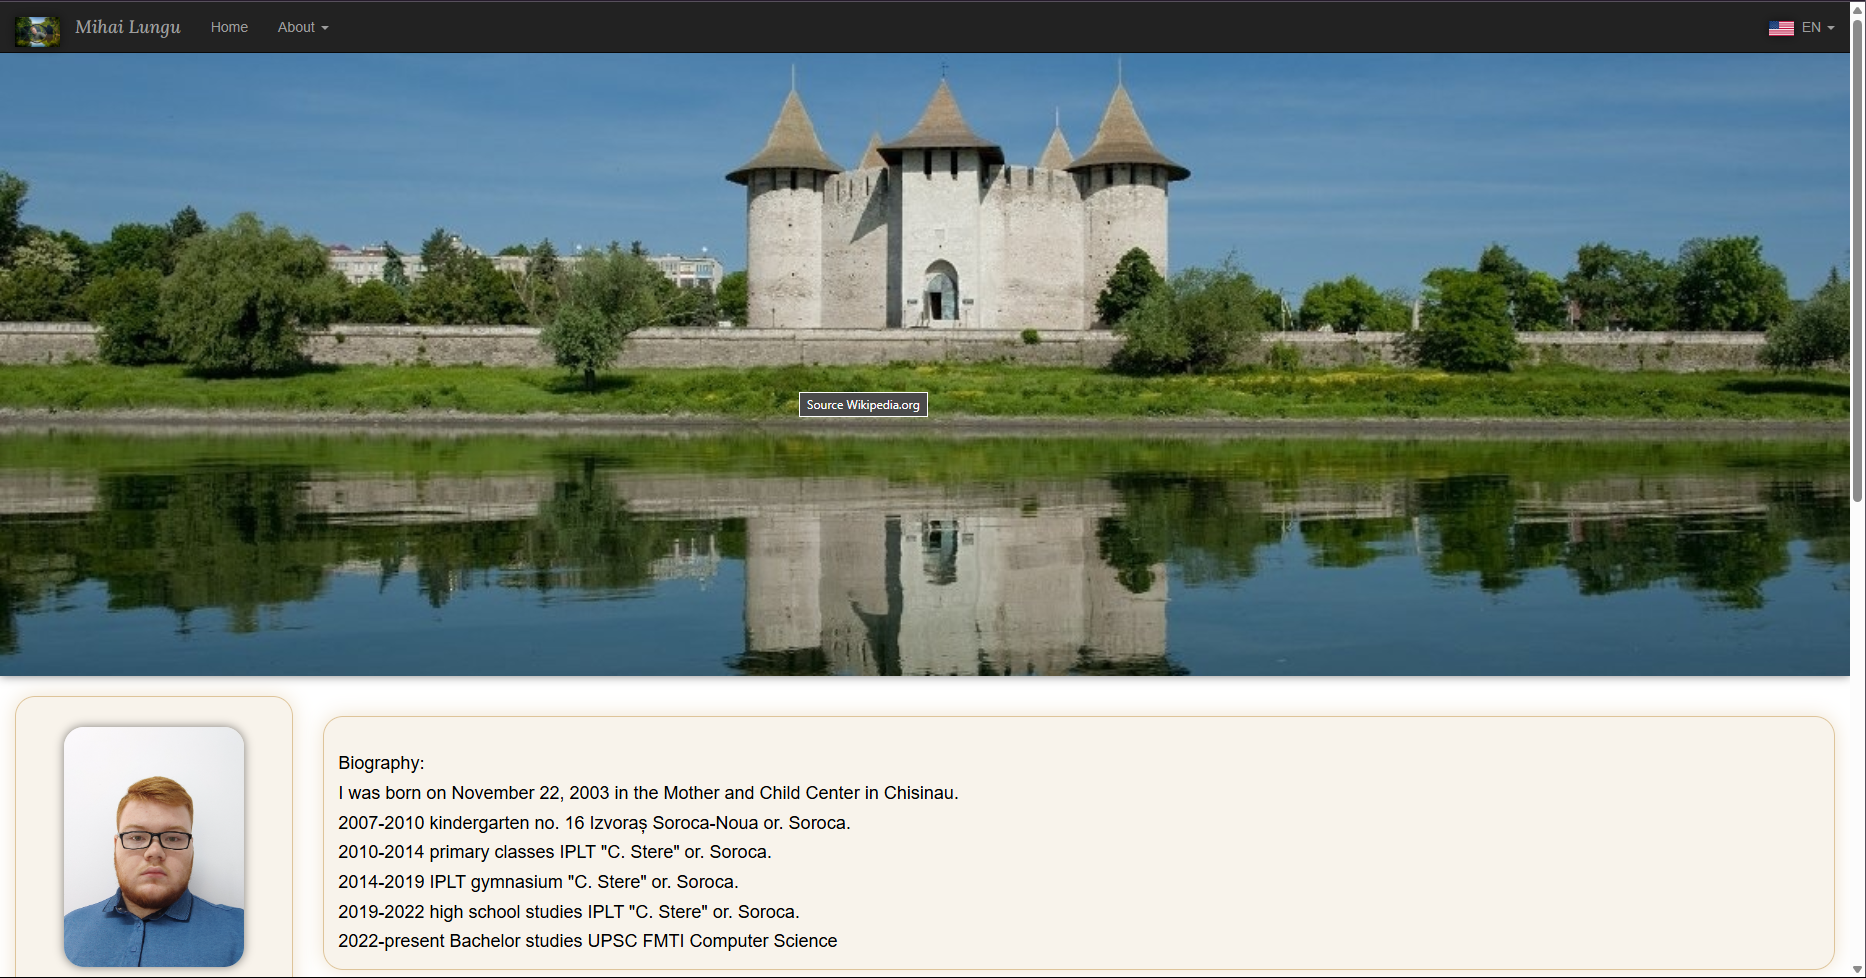 Mihai Lungu
Home
About
EN
Source Wikipedia.org
Biography:
I was born on November 22, 2003 in the Mother and Child Center in Chisinau.
2007-2010 kindergarten no. 16 Izvoraș Soroca-Noua or. Soroca.
2010-2014 primary classes IPLT "C. Stere" or. Soroca.
2014-2019 IPLT gymnasium "C. Stere" or. Soroca.
2019-2022 high school studies IPLT "C. Stere" or. Soroca.
2022-present Bachelor studies UPSC FMTI Computer Science